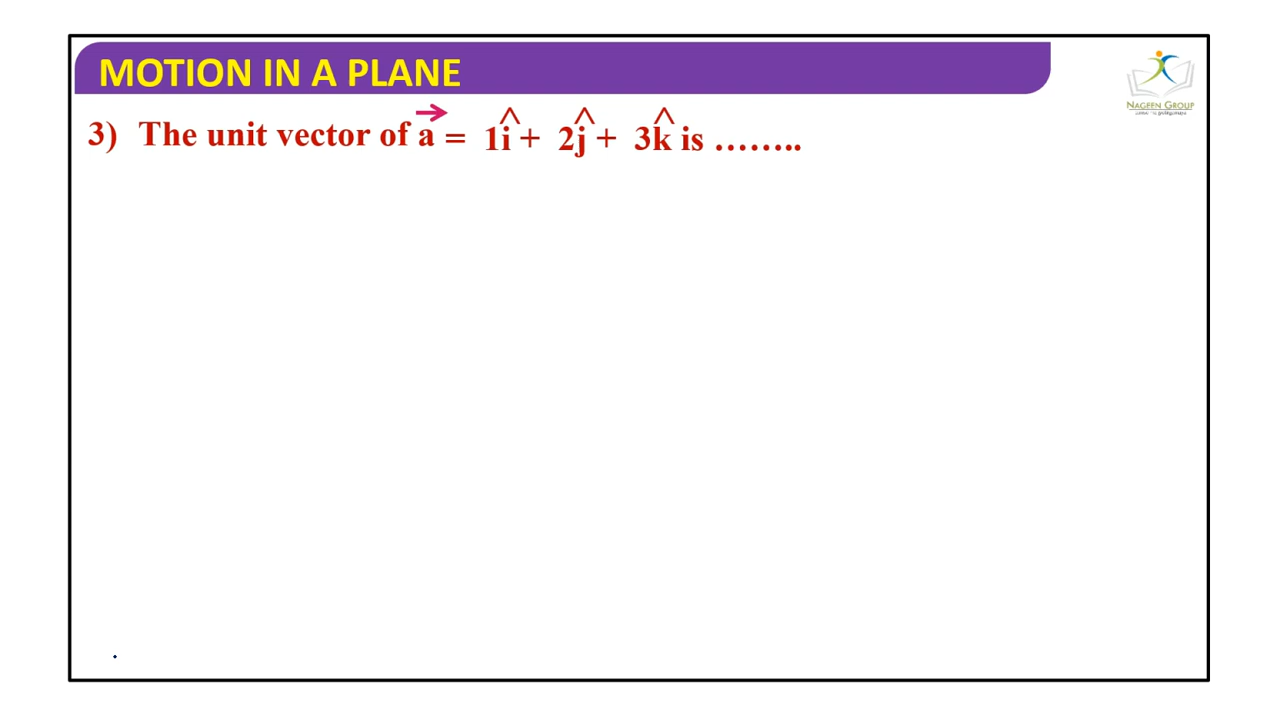 MOTION IN A PLANE
NAGEEN GROUP
3) The unit vector of a⃗ = 1î + 2ĵ + 3k̂ is ……..